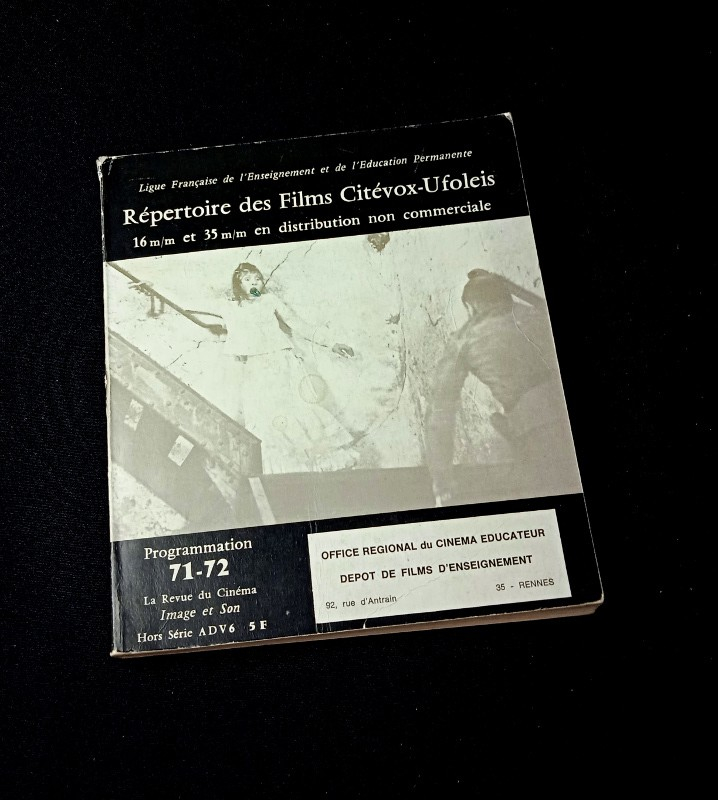 Ligue Française de l'Enseignement et de l'Education Permanente
Répertoire des Films Citévox-Ufoleis
16 m/m et 35 m/m en distribution non commerciale
Programmation
71-72
La Revue du Cinéma
Image et Son
Hors Série ADV6 5 F
OFFICE REGIONAL du CINEMA EDUCATEUR
DEPOT DE FILMS D'ENSEIGNEMENT
92, rue d'Antrain 35 - RENNES